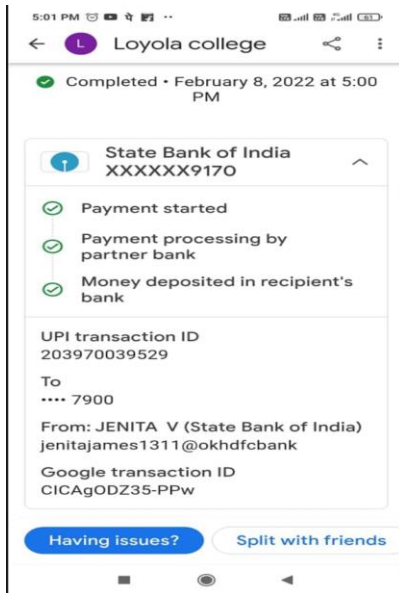 5:01 PM
61
L Loyola college
Completed • February 8, 2022 at 5:00
PM
State Bank of India
XXXXXX9170
Payment started
Payment processing by
partner bank
Money deposited in recipient's
bank
UPI transaction ID
203970039529
To
•••• 7900
From: JENITA V (State Bank of India)
jenitajames1311@okhdfcbank
Google transaction ID
CICAgODZ35-PPw
Having issues?
Split with friends